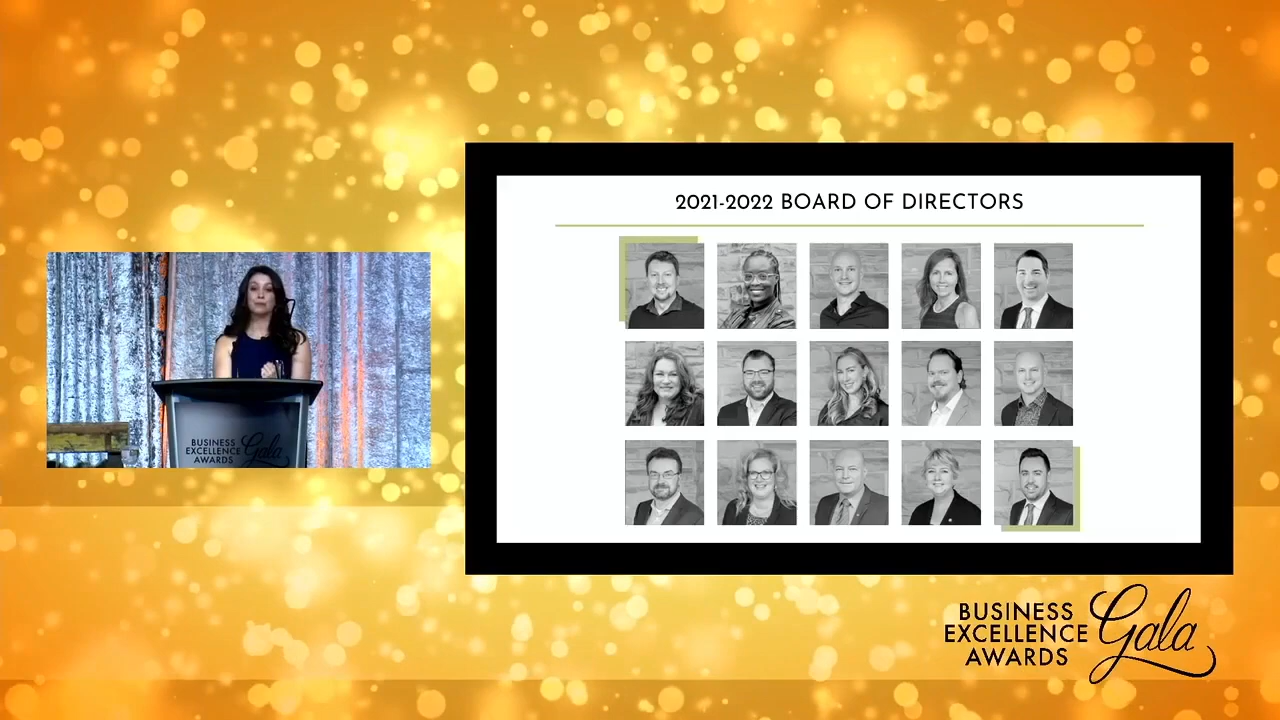 2021-2022 BOARD OF DIRECTORS
BUSINESS
EXCELLENCE
AWARDS
Gala
BUSINESS
EXCELLENCE
AWARDS
Gala